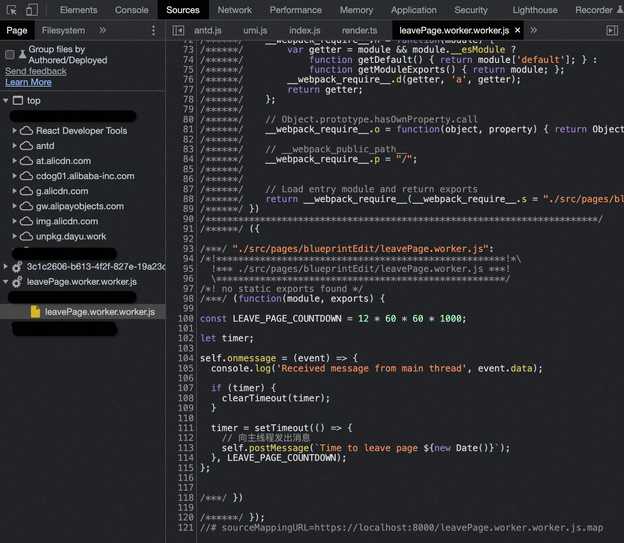 Elements Console Sources Network Performance Memory Application Security Lighthouse Recorder
Page Filesystem »
antd.js umi.js index.js render.ts leavePage.worker.worker.js × »
Group files by
Authored/Deployed
Send feedback
Learn More
top
React Developer Tools
antd
at.alicdn.com
cdog01.alibaba-inc.com
g.alicdn.com
gw.alipayobjects.com
img.alicdn.com
unpkg.dayu.work
3c1c2606-b613-4f2f-827e-19a23c
leavePage.worker.worker.js
leavePage.worker.worker.js
73 /******/ var getter = module && module.__esModule ?
74 /******/ function getDefault() { return module['default']; } :
75 /******/ function getModuleExports() { return module; };
76 /******/ __webpack_require__.d(getter, 'a', getter);
77 /******/ return getter;
78 /******/ };
79 /******/
80 /******/ // Object.prototype.hasOwnProperty.call
81 /******/ __webpack_require__.o = function(object, property) { return Object
82 /******/
83 /******/ // __webpack_public_path__
84 /******/ __webpack_require__.p = "/";
85 /******/
86 /******/
87 /******/ // Load entry module and return exports
88 /******/ return __webpack_require__(__webpack_require__.s = "./src/pages/bl
89 /******/ })
90 /************************************************************************/
91 /******/ ({
92
93 /***/ "./src/pages/blueprintEdit/leavePage.worker.js":
94 /*!*****************************************************!*\
95 !*** ./src/pages/blueprintEdit/leavePage.worker.js ***!
96 \*****************************************************/
97 /*! no static exports found */
98 /***/ (function(module, exports) {
99
100 const LEAVE_PAGE_COUNTDOWN = 12 * 60 * 60 * 1000;
101
102 let timer;
103
104 self.onmessage = (event) => {
105 console.log('Received message from main thread', event.data);
106
107 if (timer) {
108 clearTimeout(timer);
109 }
110
111 timer = setTimeout(() => {
112 // 向主线程发出消息
113 self.postMessage(`Time to leave page ${new Date()}`);
114 }, LEAVE_PAGE_COUNTDOWN);
115 };
116
117
118 /***/ })
119
120 /******/ });
121 //# sourceMappingURL=https://localhost:8000/leavePage.worker.worker.js.map